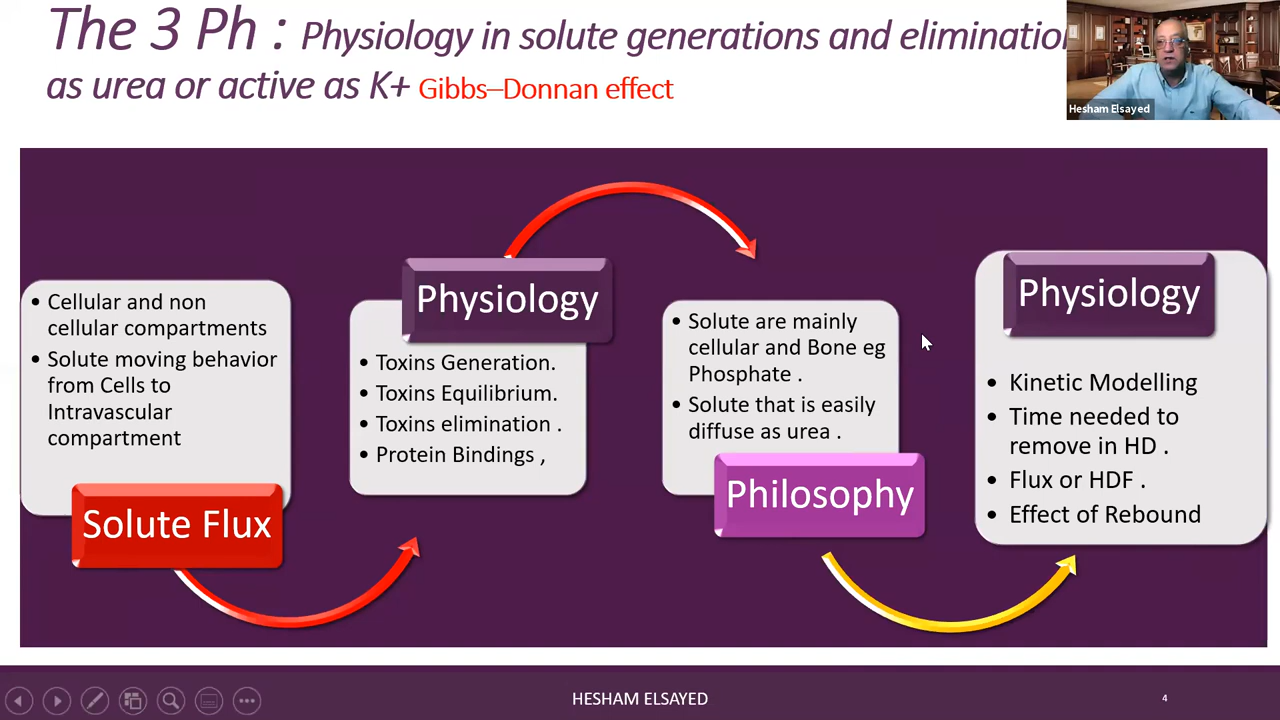 The 3 Ph : Physiology in solute generations and elimination
as urea or active as K+ Gibbs–Donnan effect
Hesham Elsayed
• Cellular and non
cellular compartments
• Solute moving behavior
from Cells to
Intravascular
compartment
Solute Flux
Physiology
• Toxins Generation.
• Toxins Equilibrium.
• Toxins elimination .
• Protein Bindings ,
• Solute are mainly
cellular and Bone eg
Phosphate .
• Solute that is easily
diffuse as urea .
Philosophy
Physiology
• Kinetic Modelling
• Time needed to
remove in HD .
• Flux or HDF .
• Effect of Rebound
HESHAM ELSAYED
4